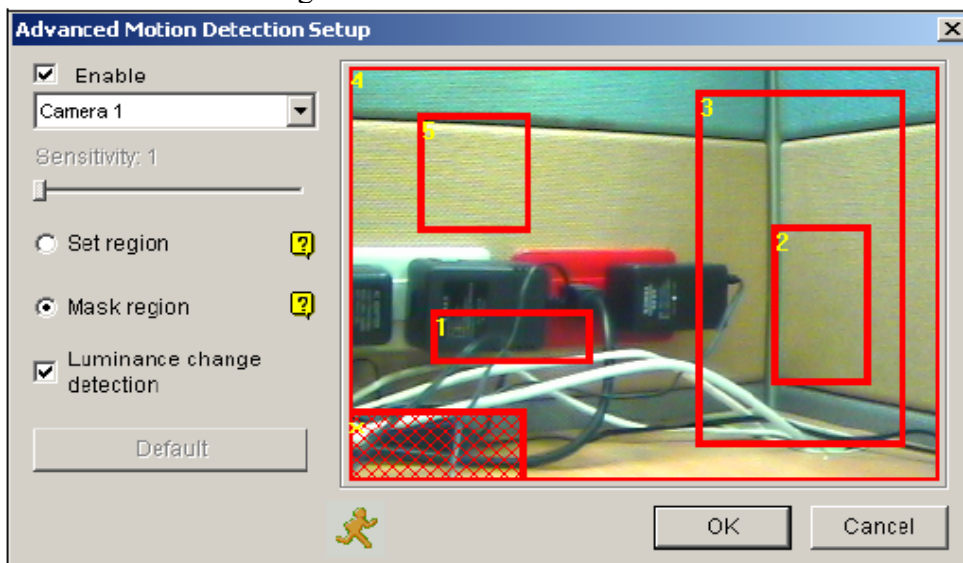 Advanced Motion Detection Setup
Enable
Camera 1
Sensitivity: 1
Set region
Mask region
Luminance change
detection
Default
4
5
3
2
1
OK
Cancel